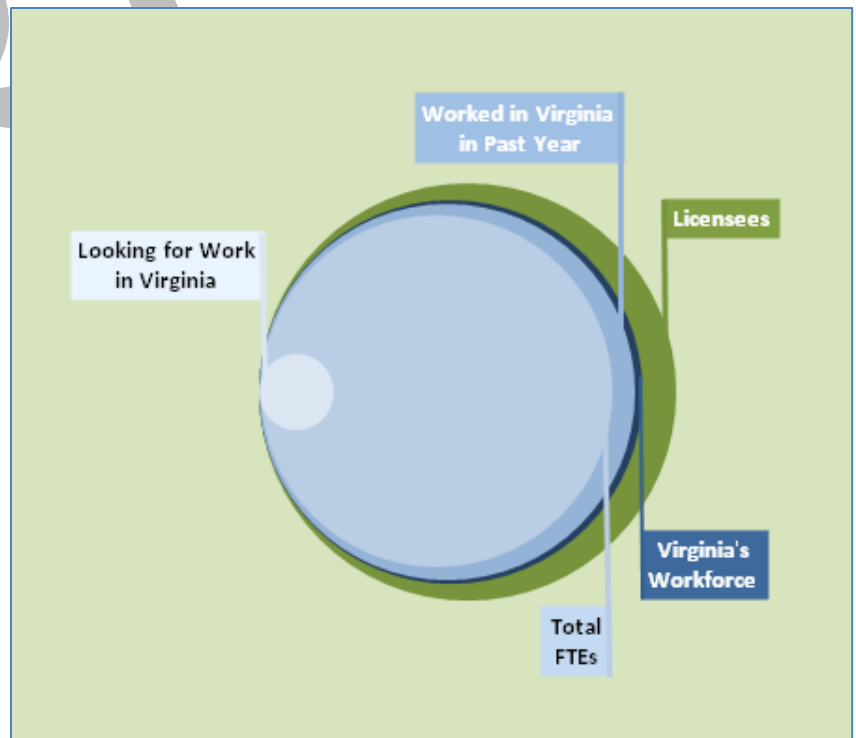 Worked in Virginia
in Past Year
Licensees
Looking for Work
in Virginia
Virginia's
Workforce
Total
FTEs